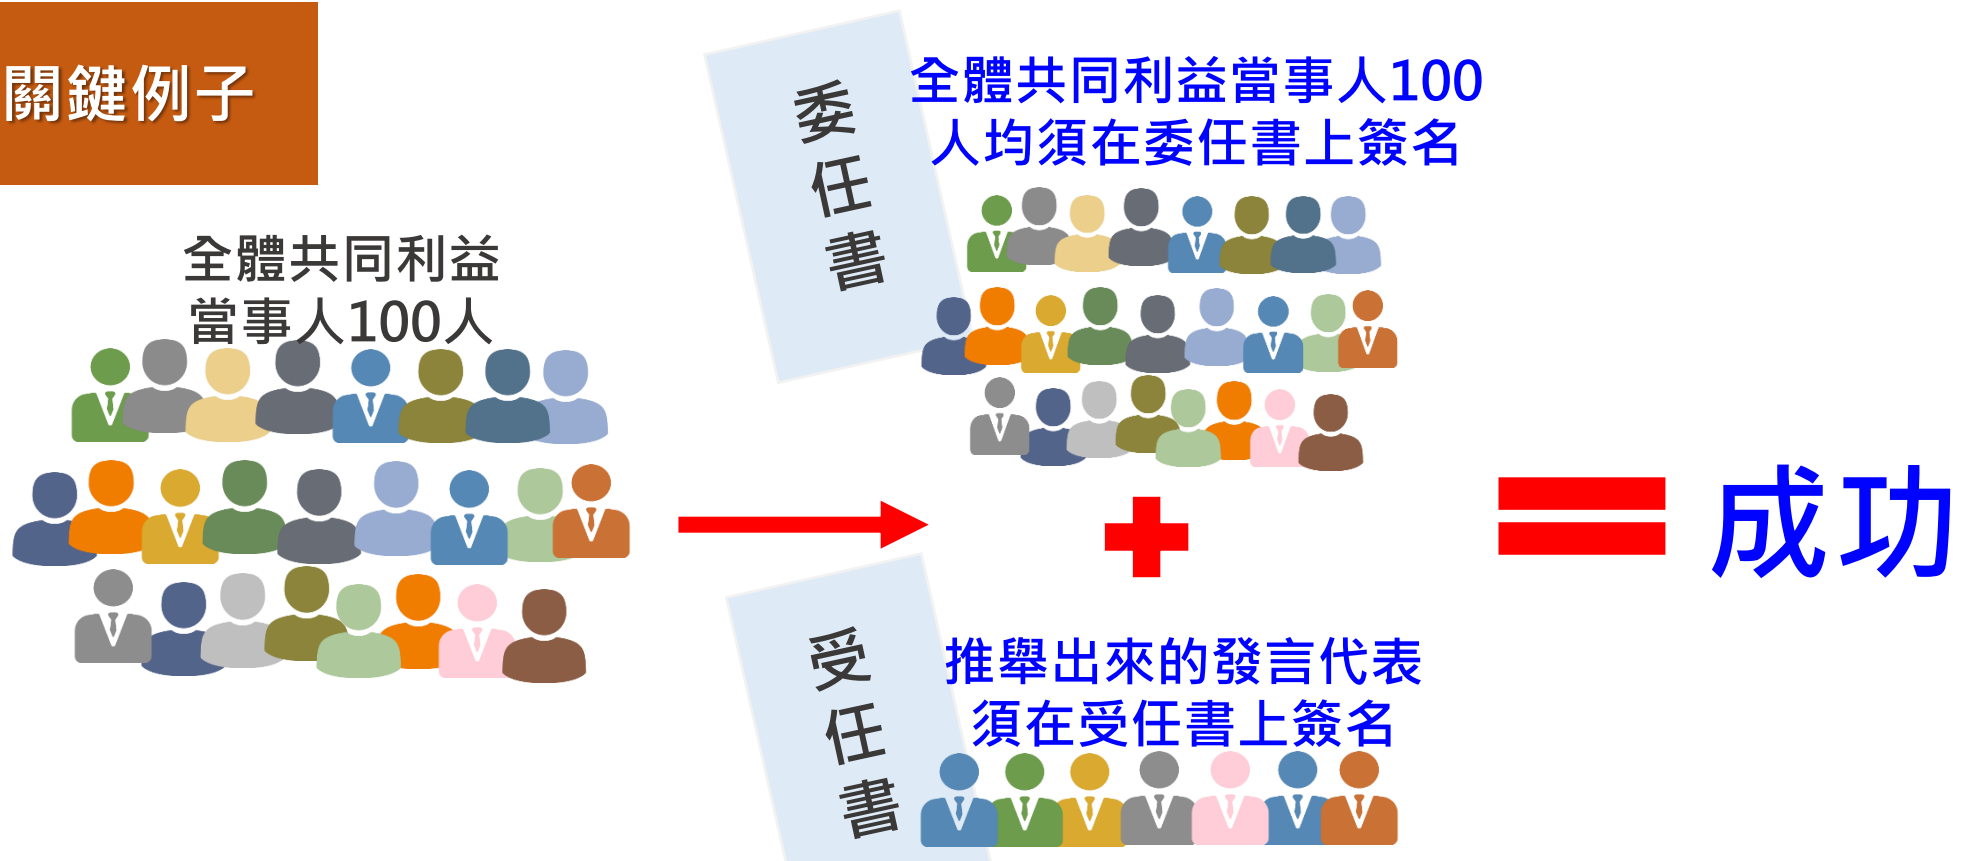 關鍵例子
全體共同利益
當事人100人
委任書
全體共同利益當事人100
人均須在委任書上簽名
成功
受任書
推舉出來的發言代表
須在受任書上簽名